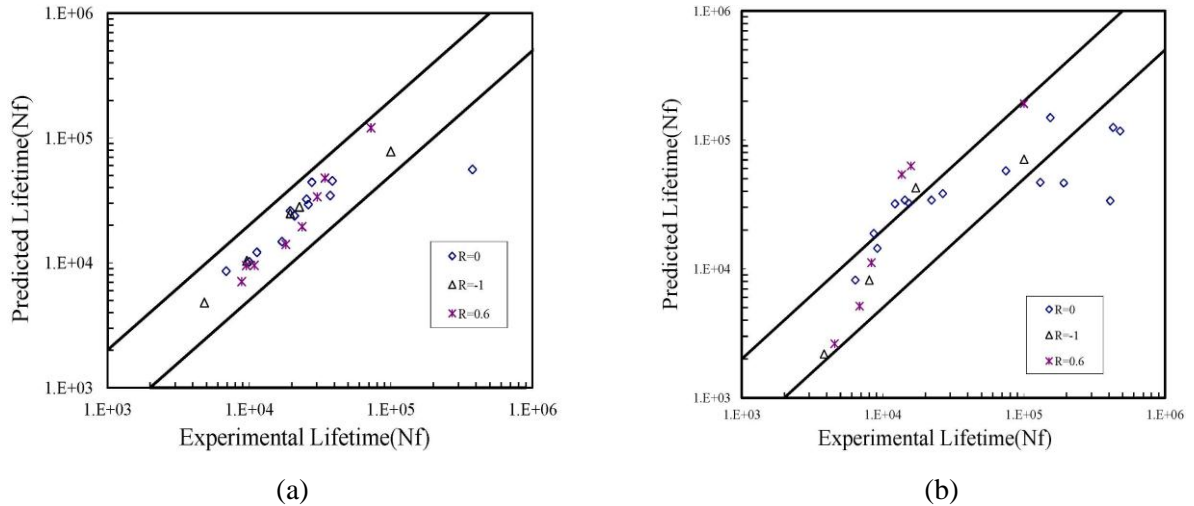 1.E+06
1.E+05
1.E+04
1.E+03
Predicted Lifetime(Nf)
R=0
R=-1
R=0.6
1.E+03 1.E+04 1.E+05 1.E+06
Experimental Lifetime(Nf)
(a)
1.E+06
1.E+05
1.E+04
1.E+03
Predicted Lifetime(Nf)
R=0
R=-1
R=0.6
1.E+03 1.E+04 1.E+05 1.E+06
Experimental Lifetime(Nf)
(b)